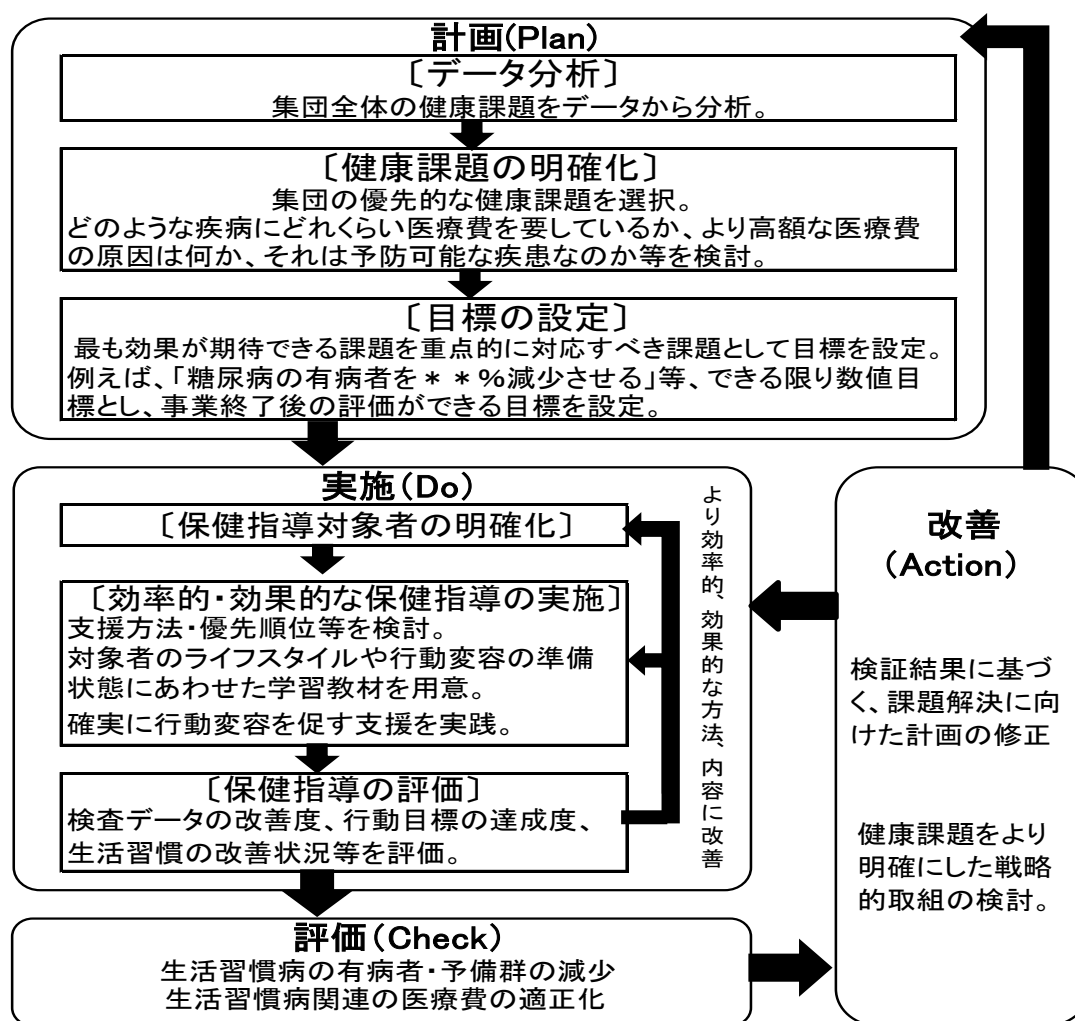 計画(Plan)
〔データ分析〕
集団全体の健康課題をデータから分析。
〔健康課題の明確化〕
集団の優先的な健康課題を選択。
どのような疾病にどれくらい医療費を要しているか、より高額な医療費
の原因は何か、それは予防可能な疾患なのか等を検討。
〔目標の設定〕
最も効果が期待できる課題を重点的に対応すべき課題として目標を設定。
例えば、「糖尿病の有病者を＊＊%減少させる」等、できる限り数値目
標とし、事業終了後の評価ができる目標を設定。
実施(Do)
〔保健指導対象者の明確化〕
〔効率的・効果的な保健指導の実施〕
支援方法・優先順位等を検討。
対象者のライフスタイルや行動変容の準備
状態にあわせた学習教材を用意。
確実に行動変容を促す支援を実践。
〔保健指導の評価〕
検査データの改善度、行動目標の達成度、
生活習慣の改善状況等を評価。
より効率的、効果的な方法、内容に改善
評価(Check)
生活習慣病の有病者・予備群の減少
生活習慣病関連の医療費の適正化
改善
(Action)
検証結果に基づ
く、課題解決に向
けた計画の修正
健康課題をより
明確にした戦略
的取組の検討。